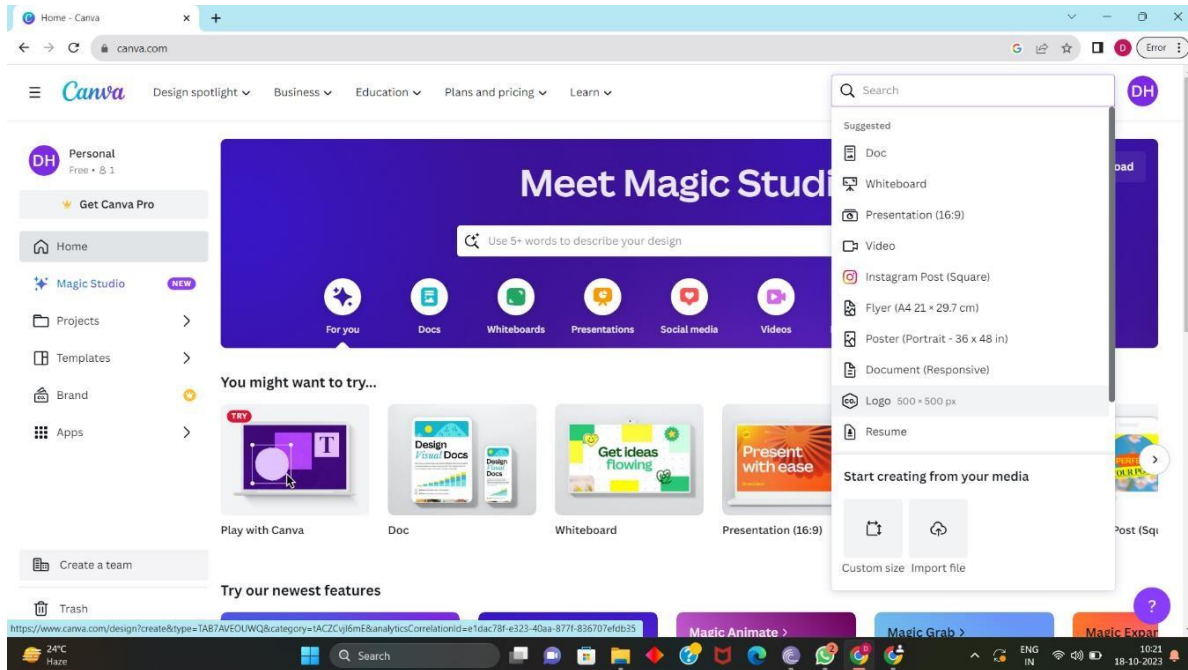 Home - Canva
canva.com
Error
Canva
Design spotlight
Business
Education
Plans and pricing
Learn
Search
DH
DH
Personal
Free • 1
Get Canva Pro
Home
Magic Studio NEW
Projects
Templates
Brand
Apps
Create a team
Trash
Meet Magic Studi
oad
Use 5+ words to describe your design
For you
Docs
Whiteboards
Presentations
Social media
Videos
Suggested
Doc
Whiteboard
Presentation (16:9)
Video
Instagram Post (Square)
Flyer (A4 21 × 29.7 cm)
Poster (Portrait - 36 x 48 in)
Document (Responsive)
CO. Logo 500 × 500 px
Resume
Start creating from your media
Custom size
Import file
You might want to try...
TRY
T
Play with Canva
Design
Visual Docs
Design
Visual
Docs
Doc
Get ideas
flowing
Whiteboard
Present
with ease
Presentation (16:9)
Post (Squ
Try our newest features
Magic Animate >
Magic Grab >
Magic Expan
?
https://www.canva.com/design?create&type=TAB7AVEOUWQ&category=tACZCvjI6mE&analyticsCorrelationId=e1dac78f-e323-40aa-877f-836707efdb35
24°C
Haze
Search
ENG
IN
10:21
18-10-2023